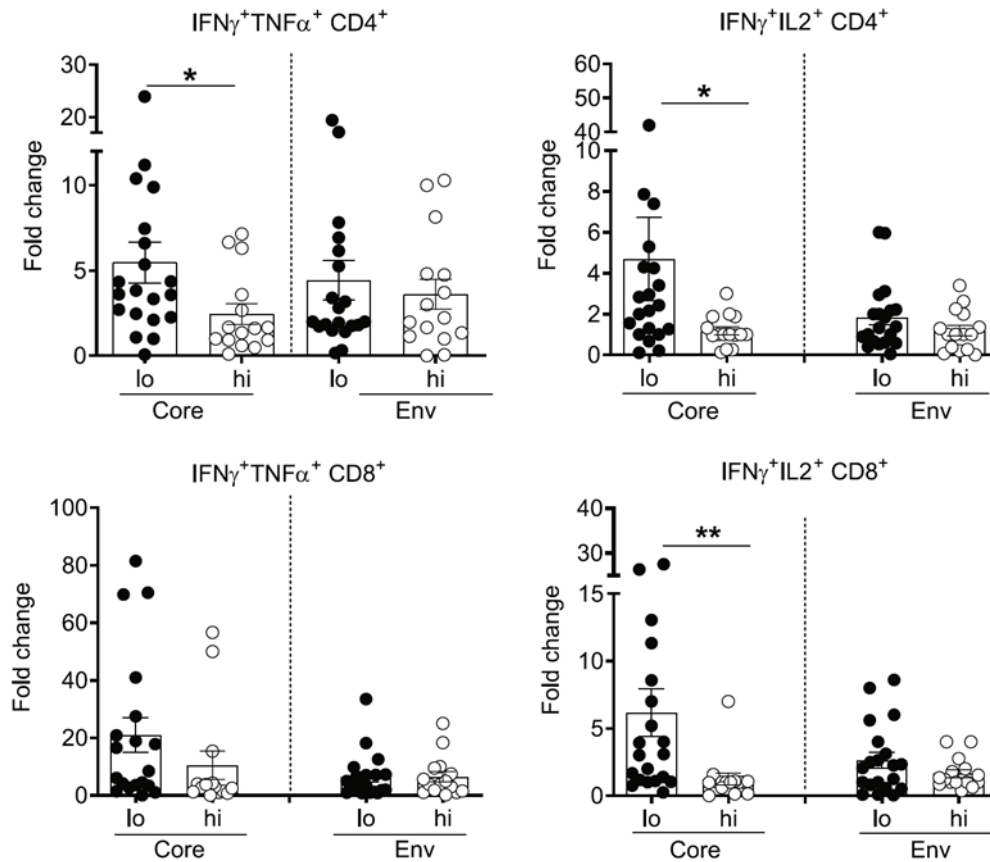 IFNγ⁺TNFα⁺ CD4⁺
Fold change
30
20
10
5
0
*
lo
hi
lo
hi
Core
Env
IFNγ⁺IL2⁺ CD4⁺
Fold change
60
50
40
10
8
6
4
2
0
*
lo
hi
lo
hi
Core
Env
IFNγ⁺TNFα⁺ CD8⁺
Fold change
100
80
60
40
20
0
lo
hi
lo
hi
Core
Env
IFNγ⁺IL2⁺ CD8⁺
Fold change
40
30
15
10
5
0
**
lo
hi
lo
hi
Core
Env